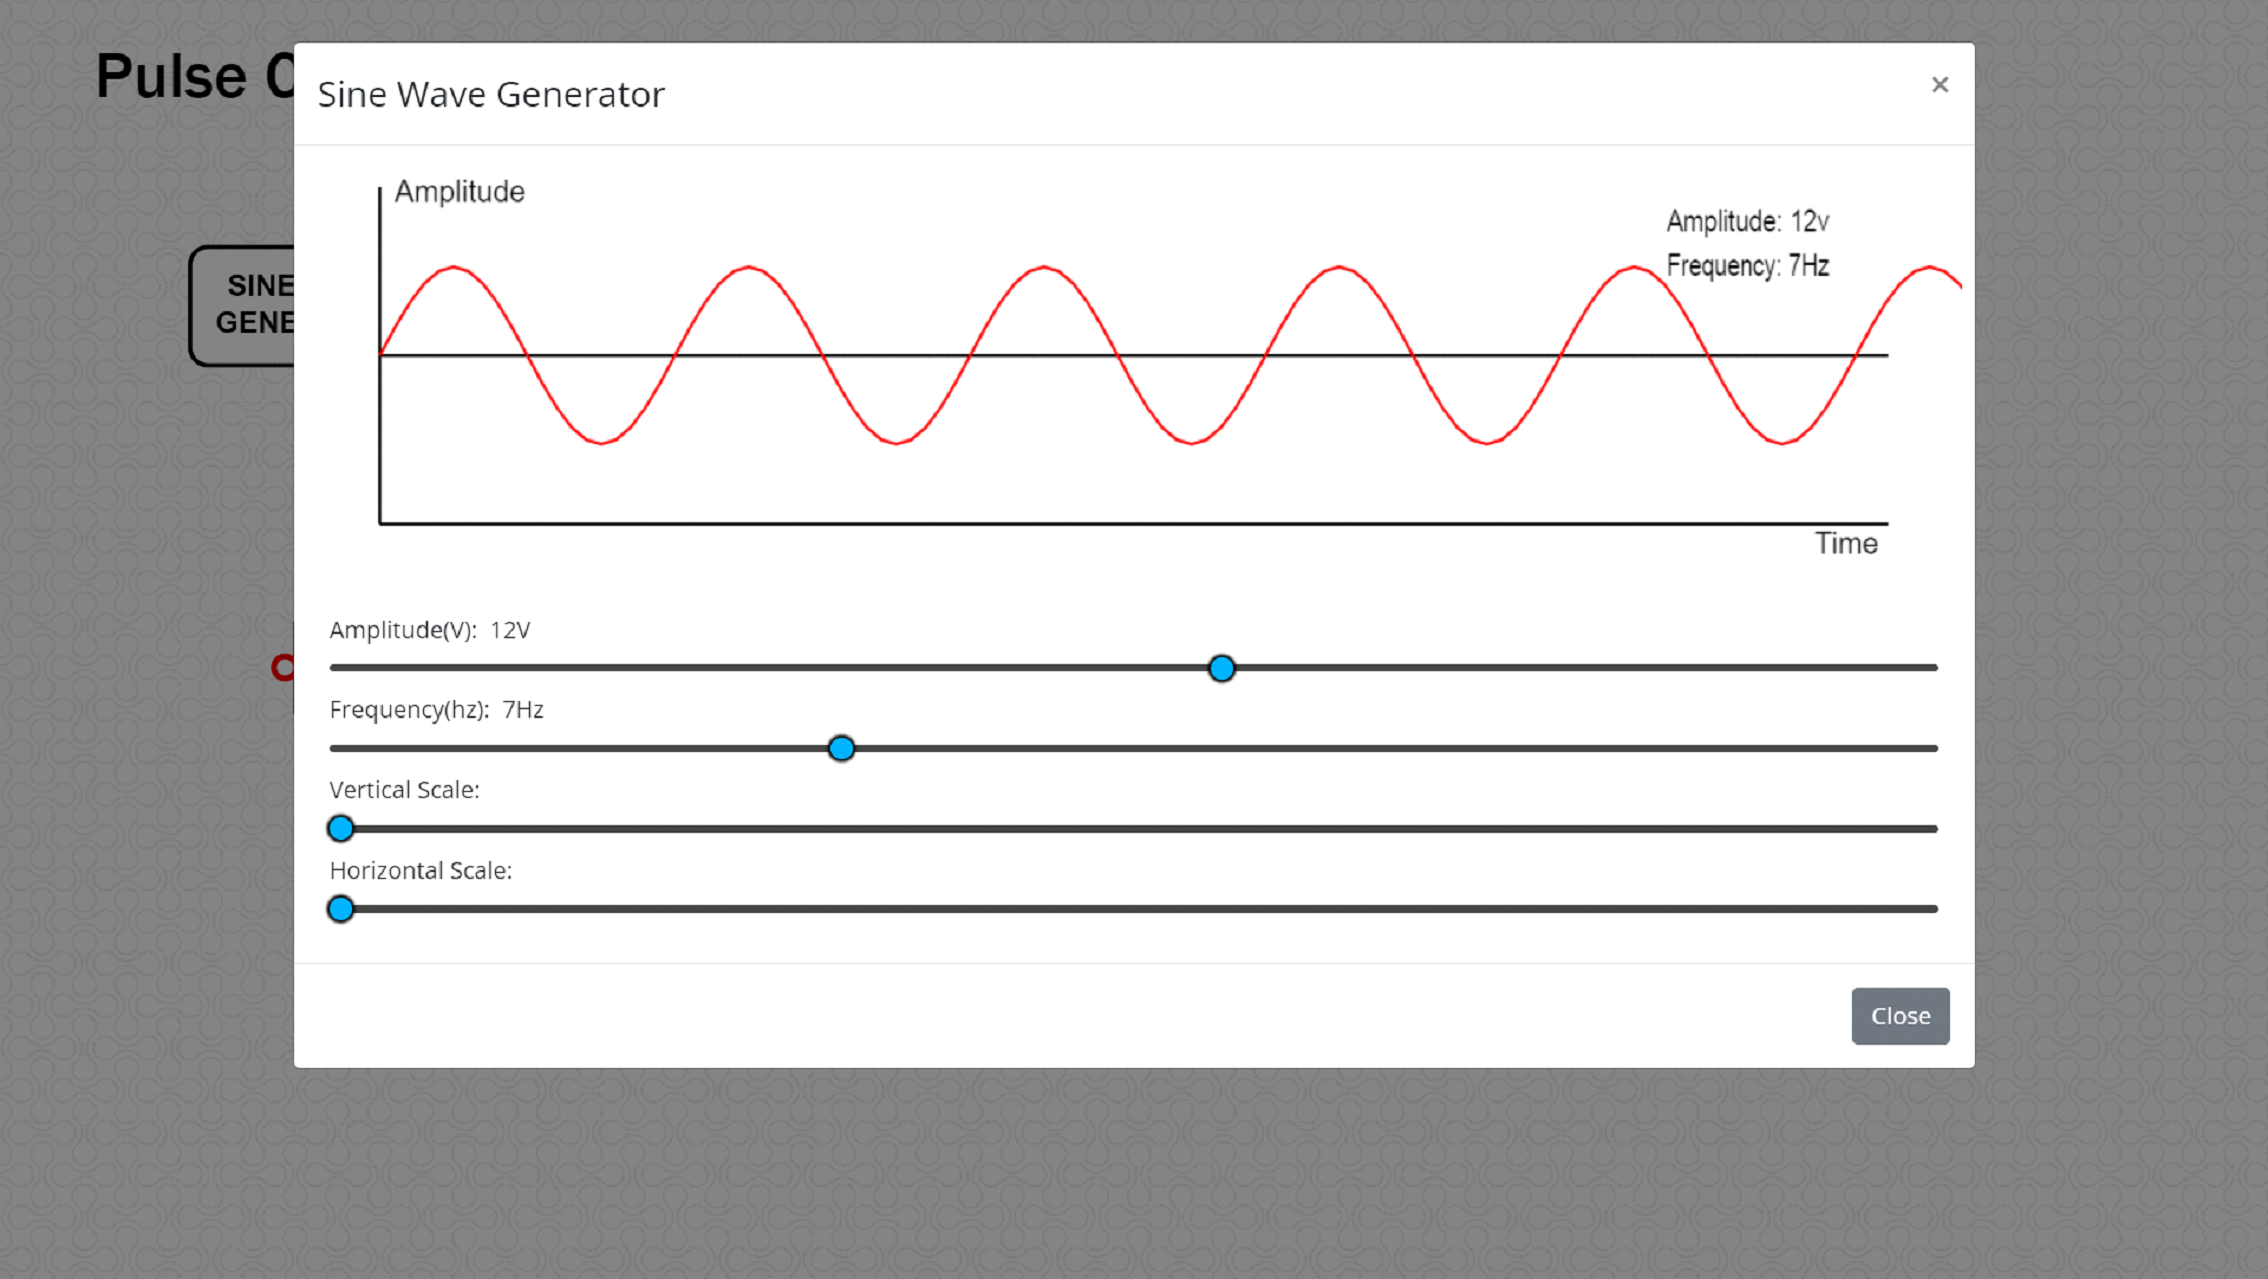 Pulse
Sine Wave Generator
×
Amplitude
Amplitude: 12v
Frequency: 7Hz
SINE
GENE
Time
Amplitude(V): 12V
Frequency(hz): 7Hz
Vertical Scale:
Horizontal Scale:
Close